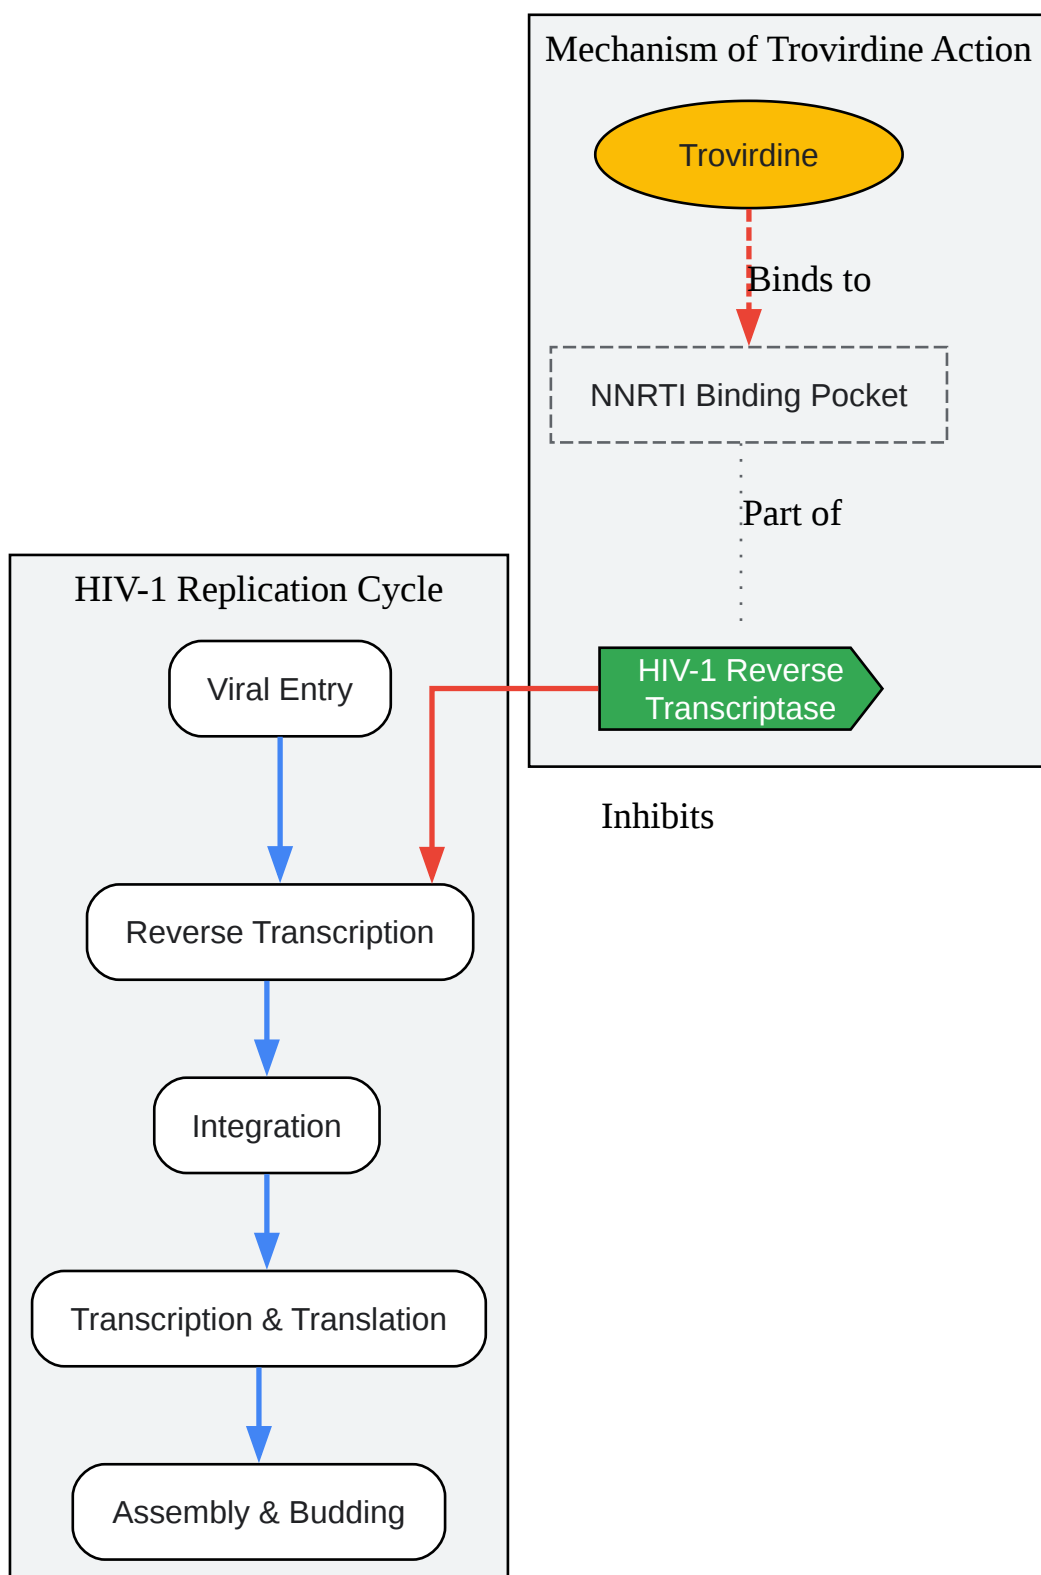 Mechanism of Trovirdine Action
Trovirdine
Binds to
NNRTI Binding Pocket
Part of
HIV-1 Reverse
Transcriptase
Inhibits
HIV-1 Replication Cycle
Viral Entry
Reverse Transcription
Integration
Transcription & Translation
Assembly & Budding